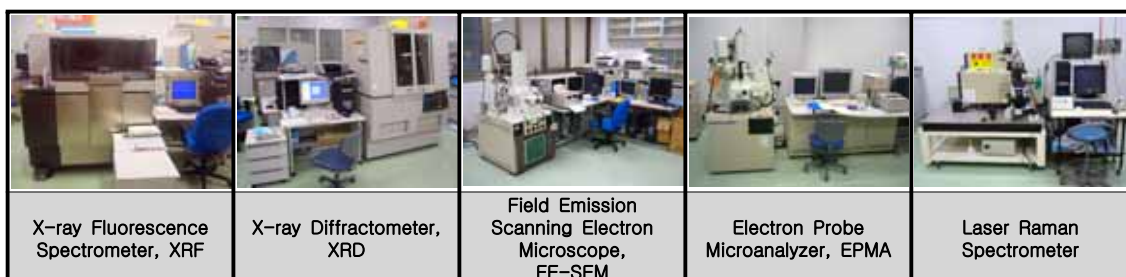 X-ray Fluorescence
Spectrometer, XRF
X-ray Diffractometer,
XRD
Field Emission
Scanning Electron
Microscope,
FE-SEM
Electron Probe
Microanalyzer, EPMA
Laser Raman
Spectrometer